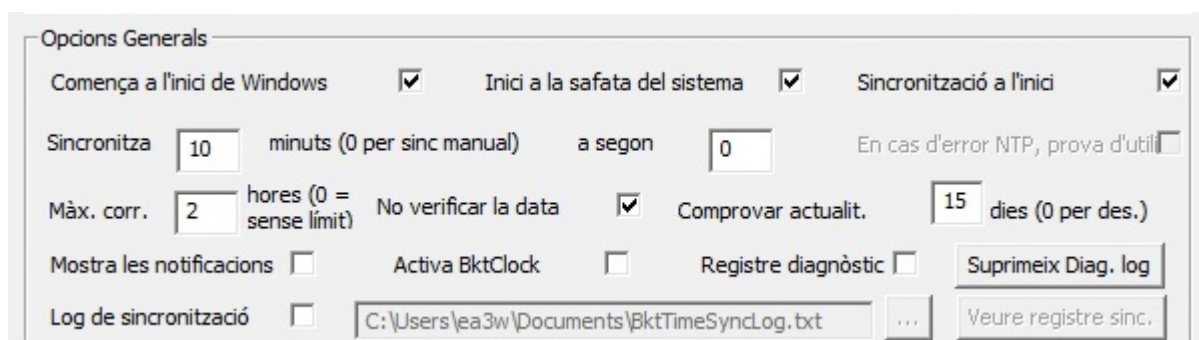 Opcions Generals
Comença a l'inici de Windows Inici a la safata del sistema Sincronització a l'inici
Sincronitza 10 minuts (0 per sinc manual) a segon 0 En cas d'error NTP, prova d'utili
Màx. corr. 2 hores (0 = sense límit) No verificar la data Comprovar actualit. 15 dies (0 per des.)
Mostra les notificacions Activa BktClock Registre diagnòstic Suprimeix Diag. log
Log de sincronització C:\Users\ea3w\Documents\BktTimeSyncLog.txt ... Veure registre sinc.